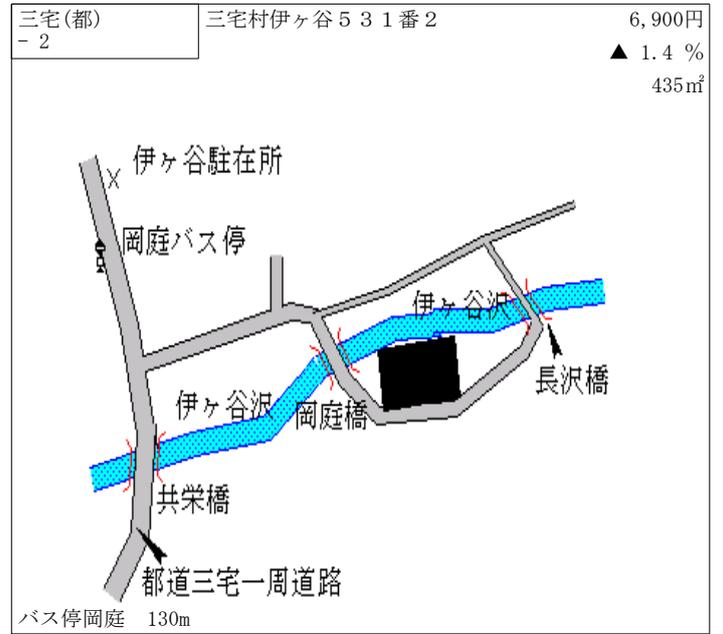 三宅(都)
- 2
三宅村伊ヶ谷５３１番２
6,900円
▲ 1.4 %
435㎡
伊ヶ谷駐在所
岡庭バス停
伊ヶ谷沢
長沢橋
伊ヶ谷沢
岡庭橋
共栄橋
都道三宅一周道路
バス停岡庭　130m